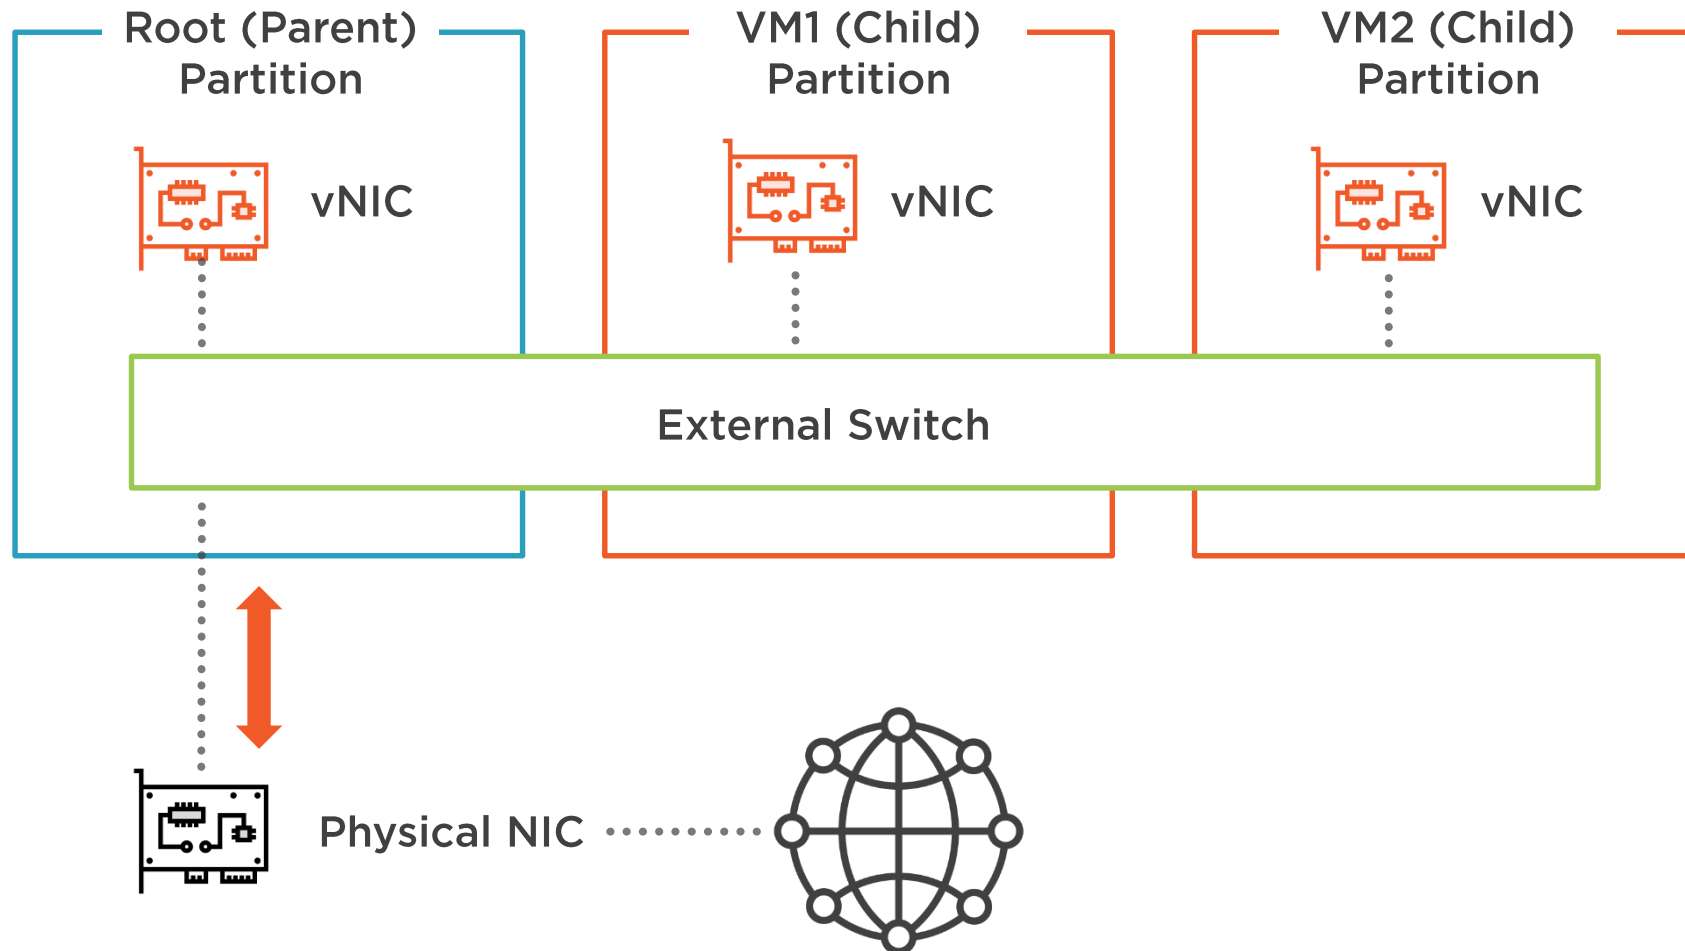 Root (Parent)
Partition
VM1 (Child)
Partition
VM2 (Child)
Partition
vNIC
vNIC
vNIC
External Switch
Physical NIC